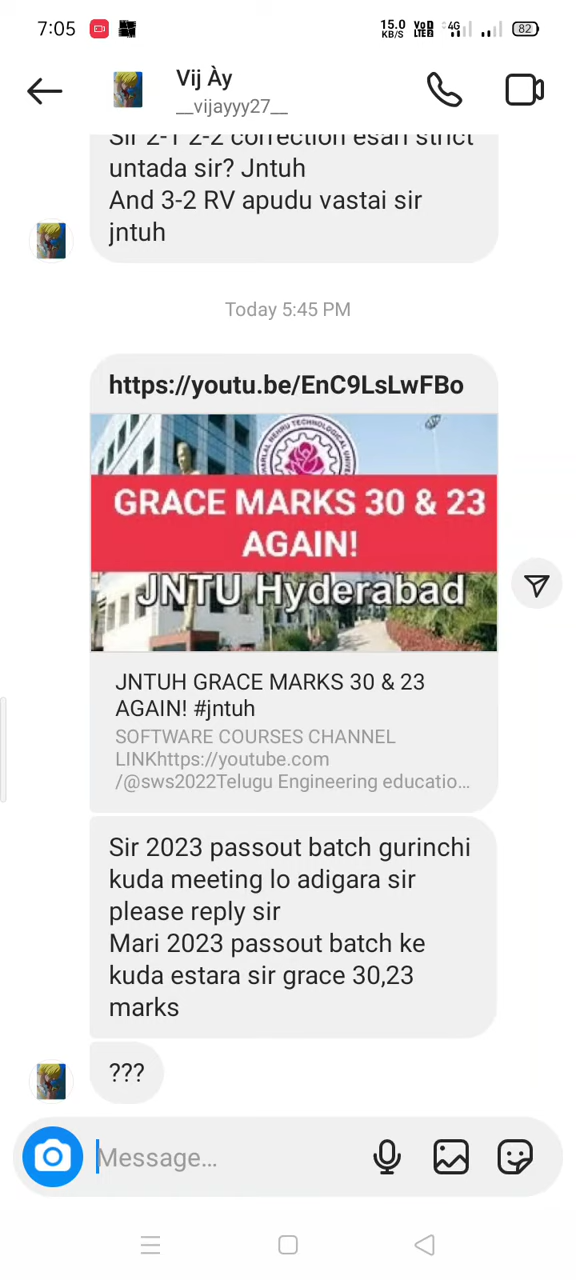 7:05
15.0
KB/S
VoD
LTE2
4G
82
Vij Ày
__vijayyy27__
Sir 2-1 2-2 correction esari strict
untada sir? Jntuh
And 3-2 RV apudu vastai sir
jntuh
Today 5:45 PM
https://youtu.be/EnC9LsLwFBo
GRACE MARKS 30 & 23
AGAIN!
JNTU Hyderabad
JNTUH GRACE MARKS 30 & 23
AGAIN! #jntuh
SOFTWARE COURSES CHANNEL
LINKhttps://youtube.com
/@sws2022Telugu Engineering educatio...
Sir 2023 passout batch gurinchi
kuda meeting lo adigara sir
please reply sir
Mari 2023 passout batch ke
kuda estara sir grace 30,23
marks
???
Message...